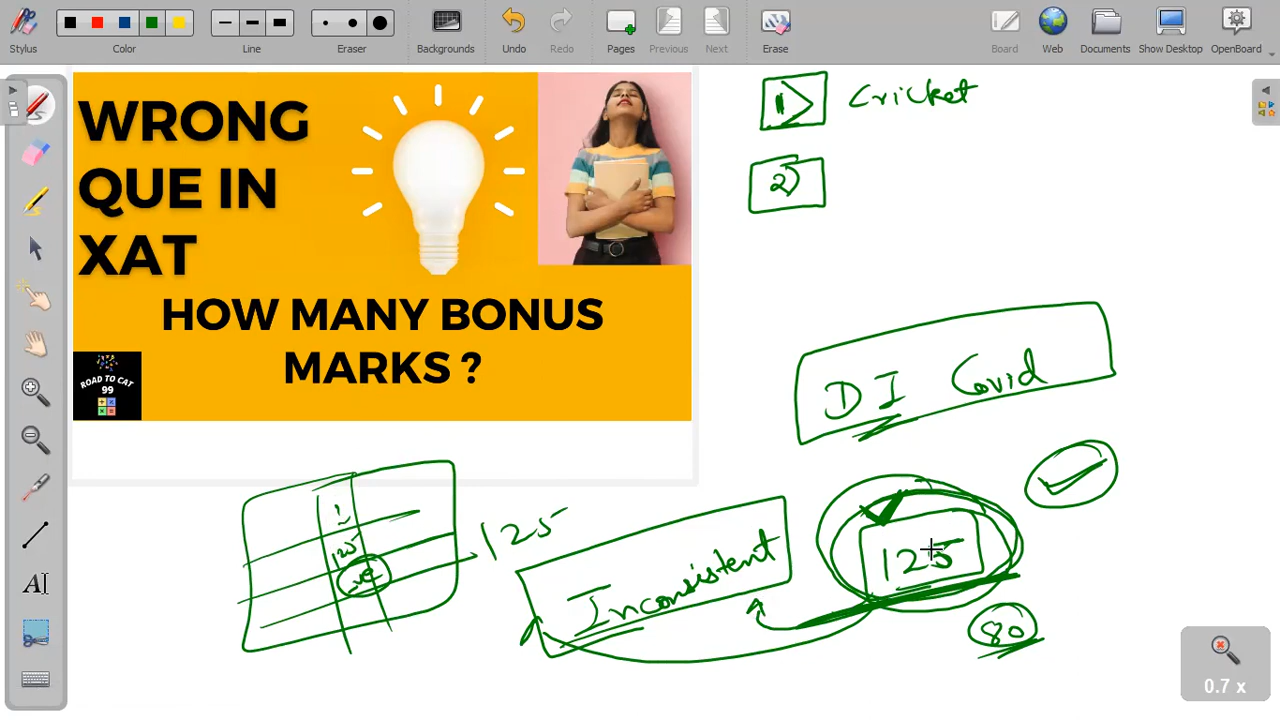 Stylus
Color
Line
Eraser
Backgrounds
Undo
Redo
Pages
Previous
Next
Erase
Board
Web
Documents
Show Desktop
OpenBoard
WRONG
QUE IN
XAT
HOW MANY BONUS
MARKS ?
ROAD TO CAT
99
1) Cricket
2)
DI Covid
125
-ve
125
Inconsistent
125
80
0.7 x